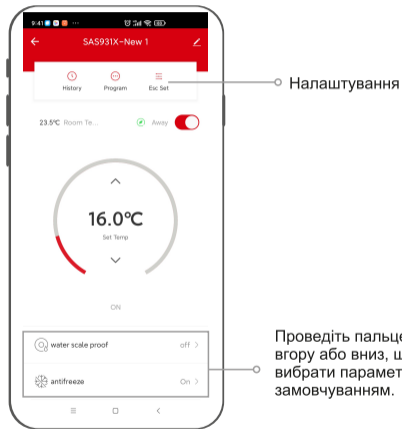 9:41
SAS931X-New 1
History Program Esc Set
Налаштування
23.5℃ Room Te... Away
16.0℃
Set Temp
ON
water scale proof off
antifreeze On
Проведіть пальце
вгору або вниз, щ
вибрати парамет
замовчуванням.